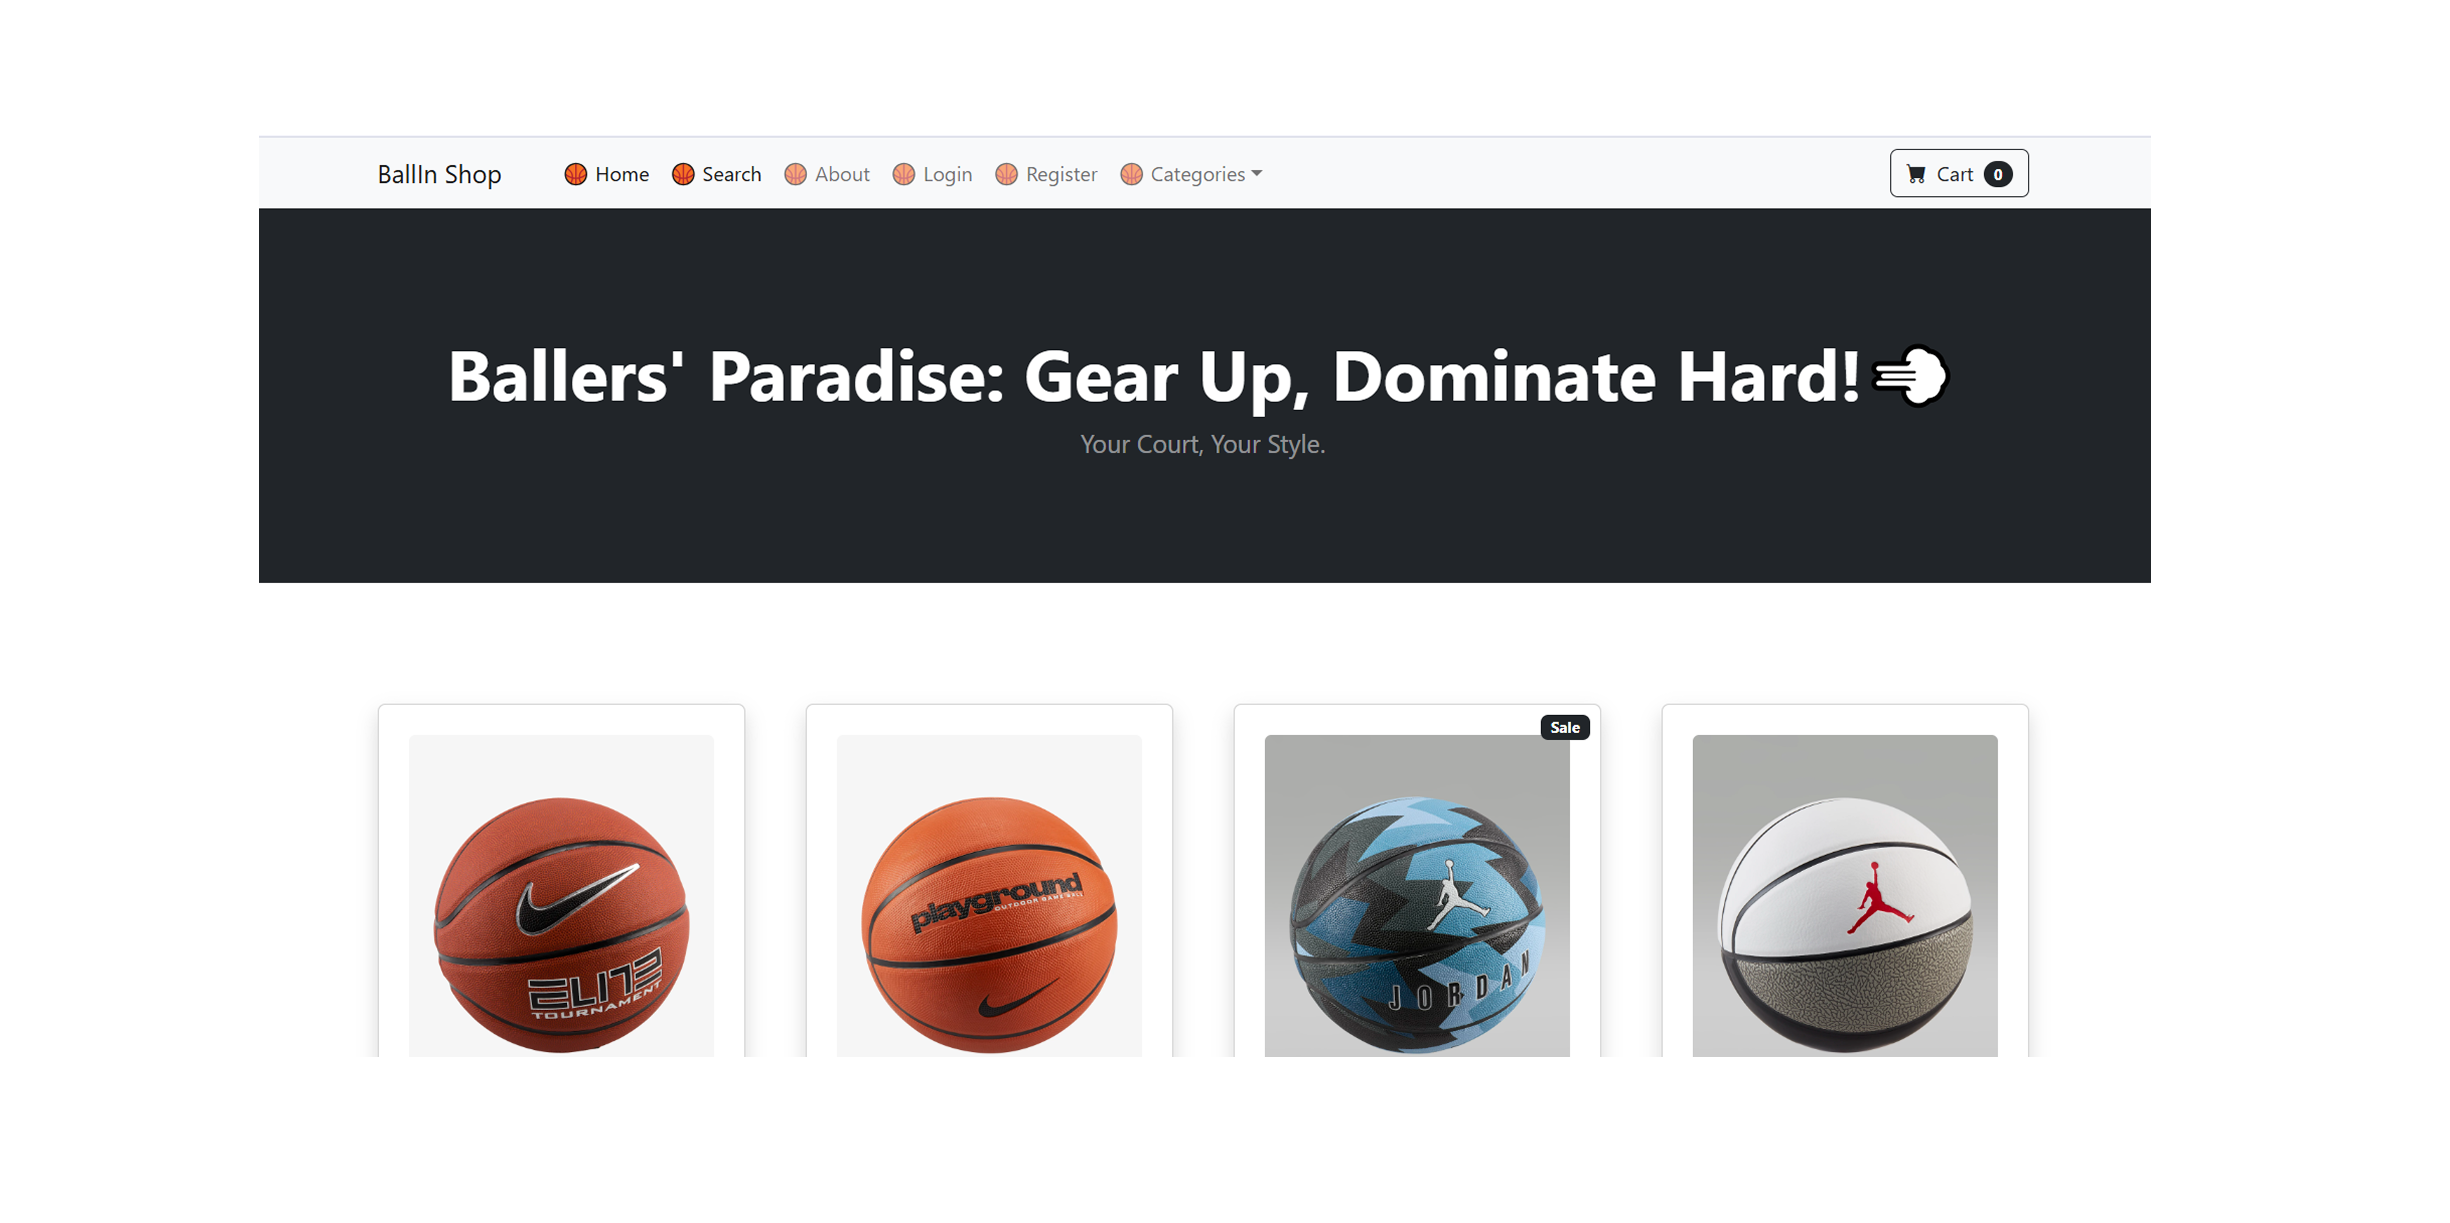 BallIn Shop
Home
Search
About
Login
Register
Categories
Cart 0
Ballers' Paradise: Gear Up, Dominate Hard!
Your Court, Your Style.
Sale
ELITE
TOURNAMENT
playground
OUTDOOR GAME BALL
JORDAN